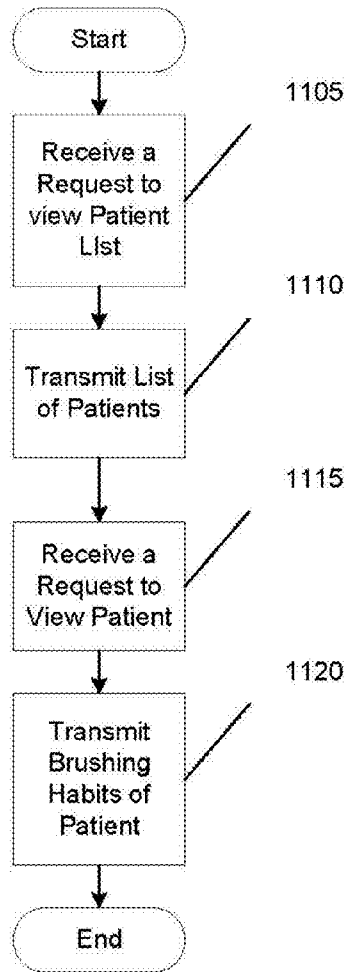 Start
1105
Receive a
Request to
view Patient
LIst
1110
Transmit List
of Patients
1115
Receive a
Request to
View Patient
1120
Transmit
Brushing
Habits of
Patient
End